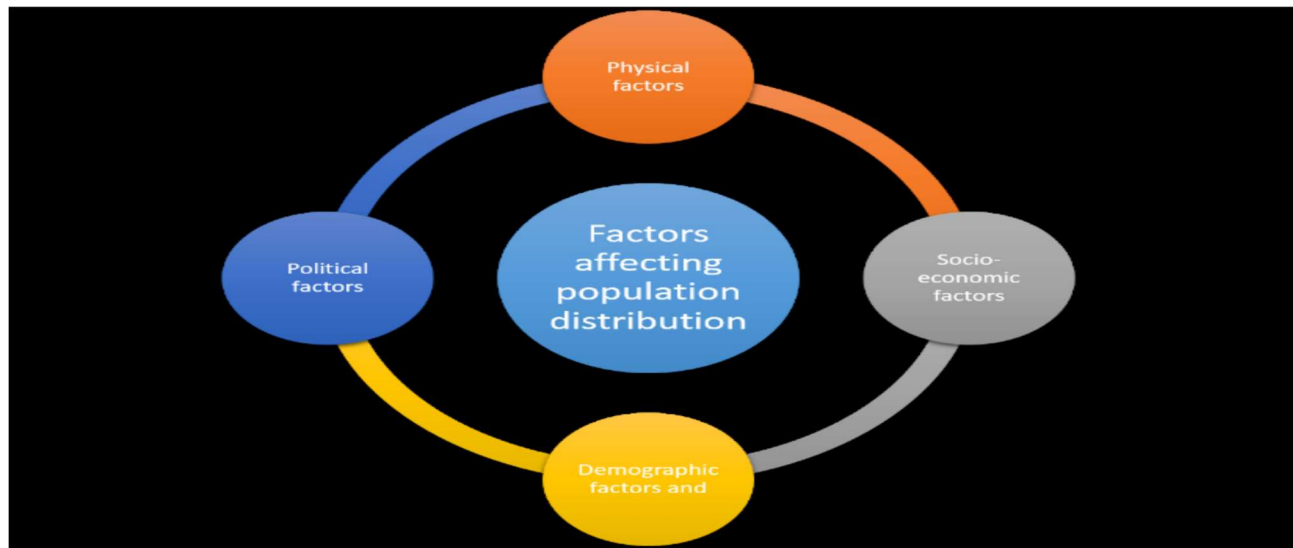 Physical
factors
Factors
affecting
population
distribution
Socio-
economic
factors
Political
factors
Demographic
factors and